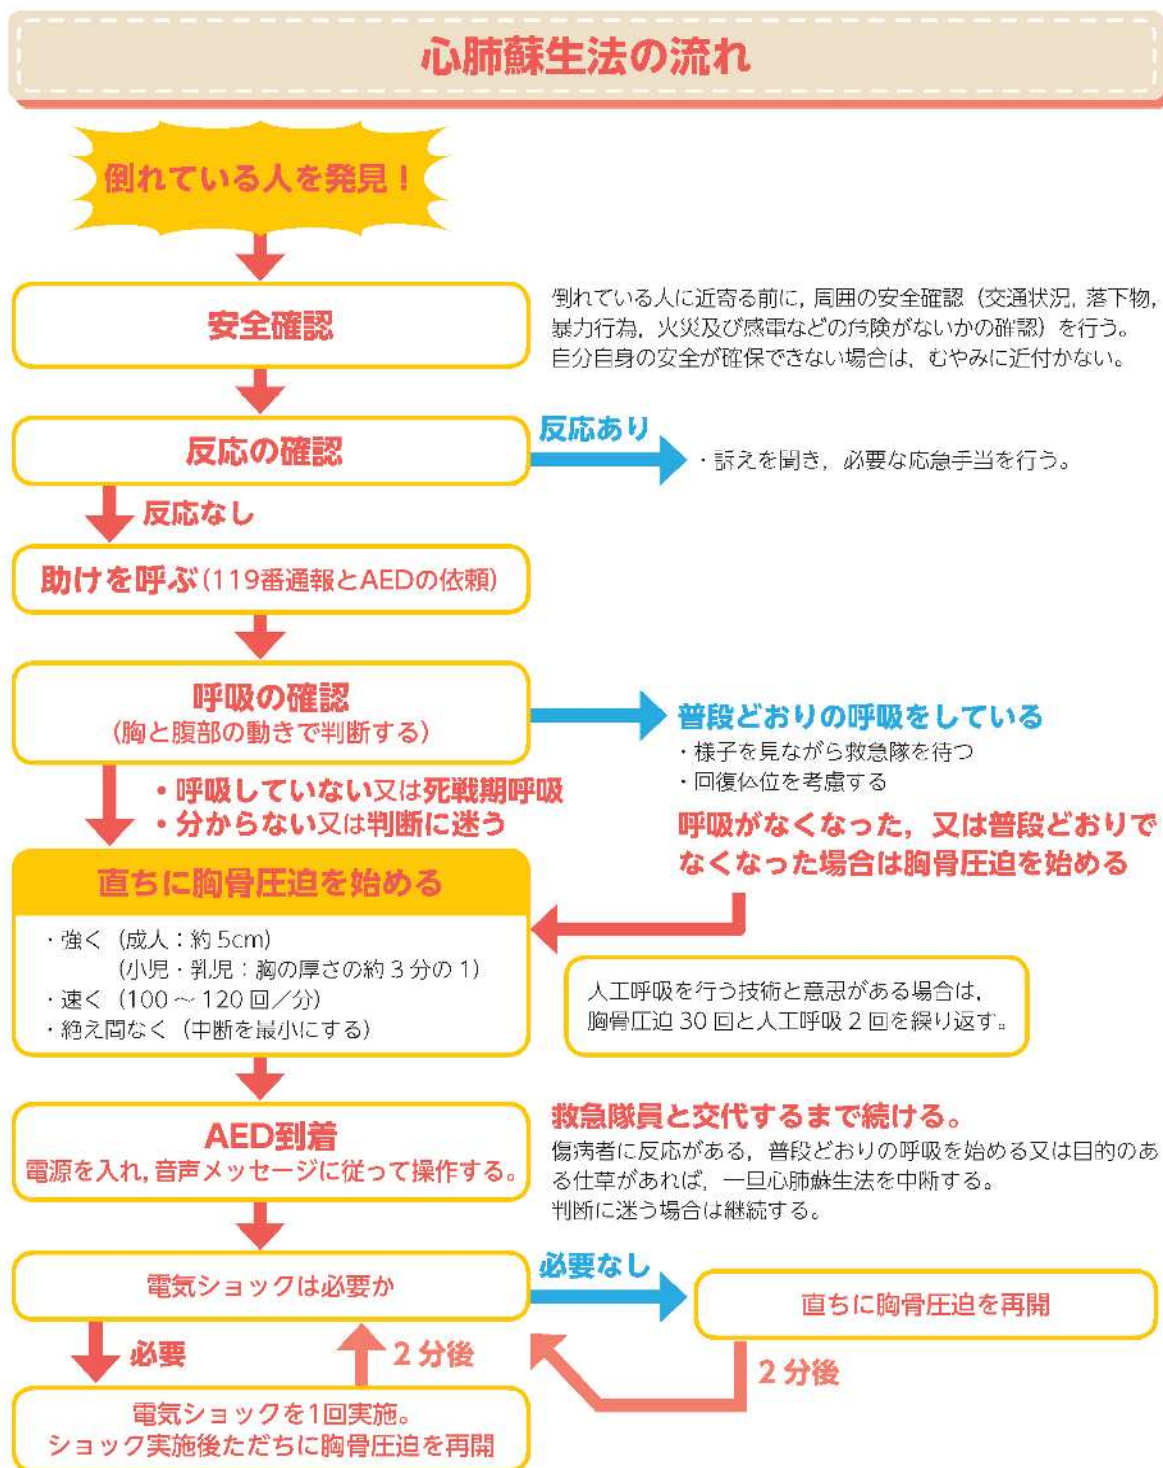 心肺蘇生法の流れ
倒れている人を発見！
安全確認
倒れている人に近寄る前に，周囲の安全確認（交通状況，落下物，
暴力行為，火災及び感電などの危険がないかの確認）を行う。
自分自身の安全が確保できない場合は，むやみに近付かない。
反応の確認
反応あり
・訴えを聞き，必要な応急手当を行う。
反応なし
助けを呼ぶ(119番通報とAEDの依頼)
呼吸の確認
(胸と腹部の動きで判断する)
普段どおりの呼吸をしている
・様子を見ながら救急隊を待つ
・回復体位を考慮する
・呼吸していない又は死戦期呼吸
・分からない又は判断に迷う
呼吸がなくなった，又は普段どおりで
なくなった場合は胸骨圧迫を始める
直ちに胸骨圧迫を始める
・強く（成人：約5cm）
（小児・乳児：胸の厚さの約3分の1）
・速く（100～120回／分）
・絶え間なく（中断を最小にする）
人工呼吸を行う技術と意思がある場合は，
胸骨圧迫30回と人工呼吸2回を繰り返す。
AED到着
電源を入れ，音声メッセージに従って操作する。
救急隊員と交代するまで続ける。
傷病者に反応がある，普段どおりの呼吸を始める又は目的のあ
る仕草があれば，一旦心肺蘇生法を中断する。
判断に迷う場合は継続する。
電気ショックは必要か
必要なし
直ちに胸骨圧迫を再開
必要
2分後
2分後
電気ショックを1回実施。
ショック実施後ただちに胸骨圧迫を再開